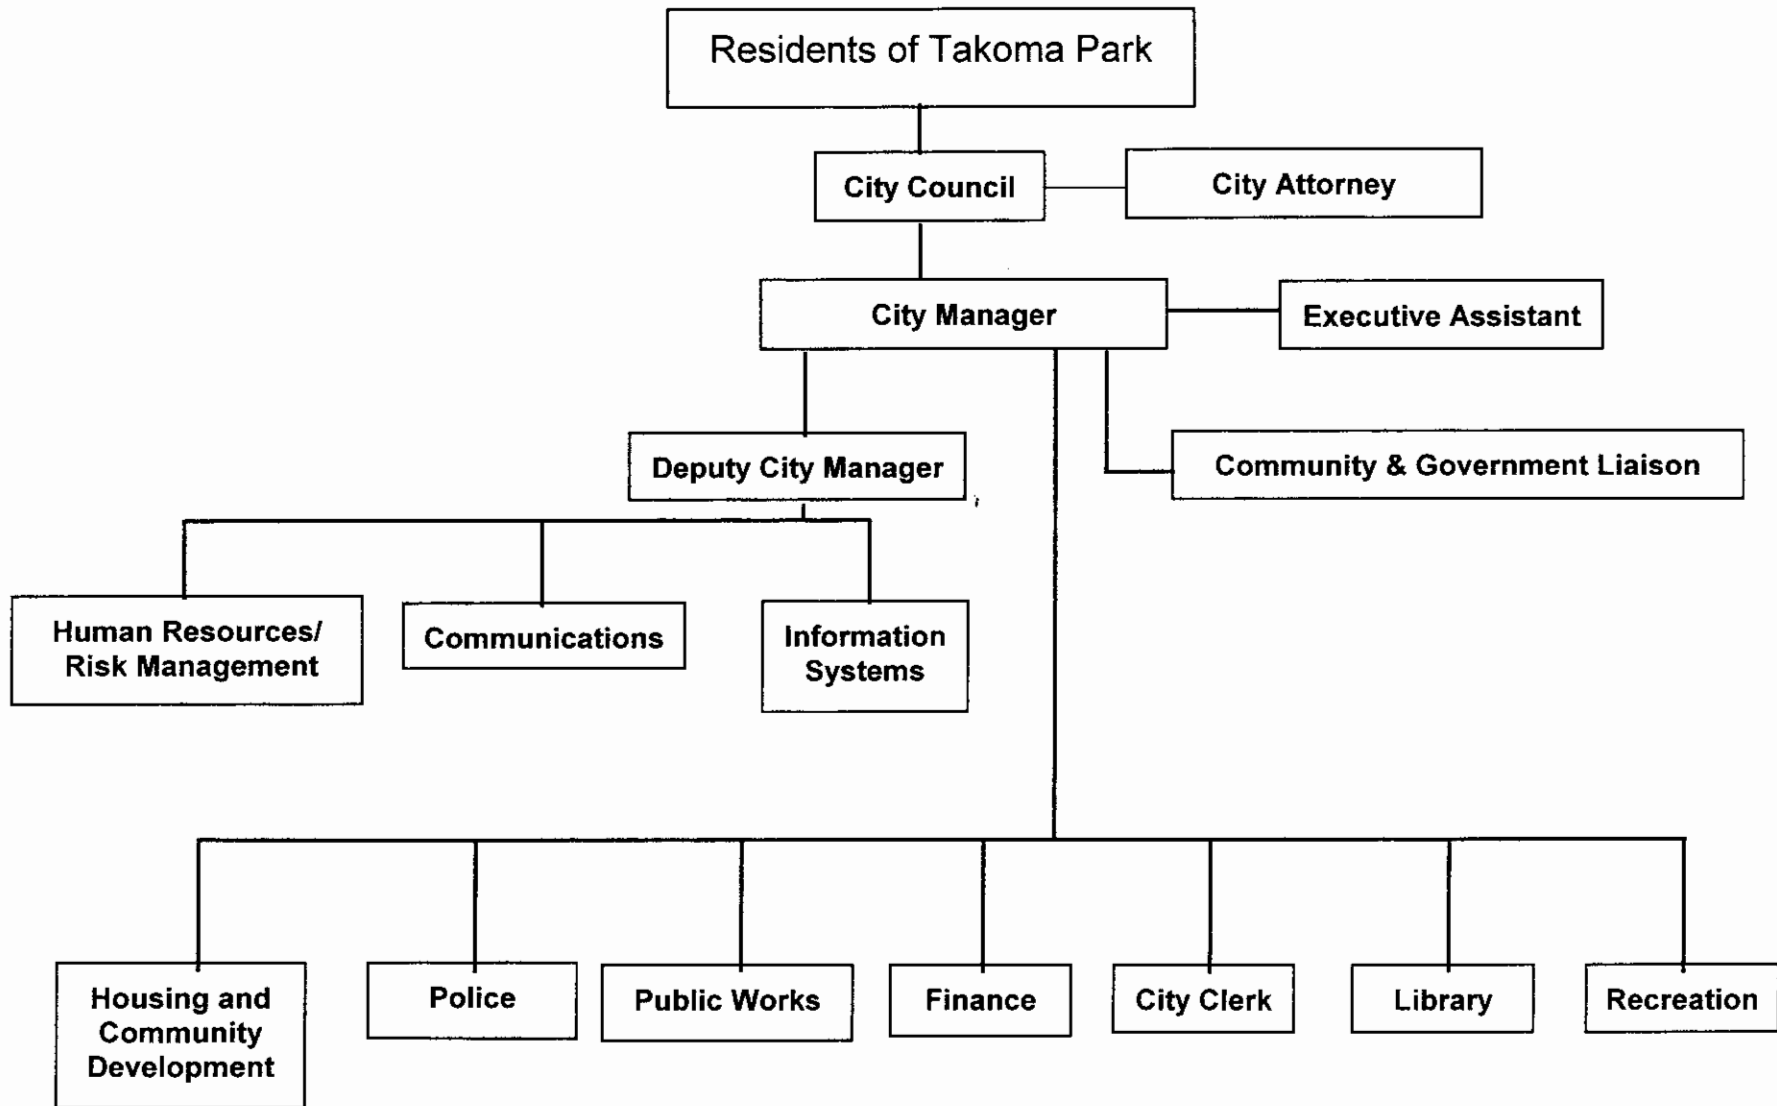 Residents of Takoma Park
City Council
City Attorney
City Manager
Executive Assistant
Deputy City Manager
Community & Government Liaison
Human Resources/
Risk Management
Communications
Information
Systems
Housing and
Community
Development
Police
Public Works
Finance
City Clerk
Library
Recreation